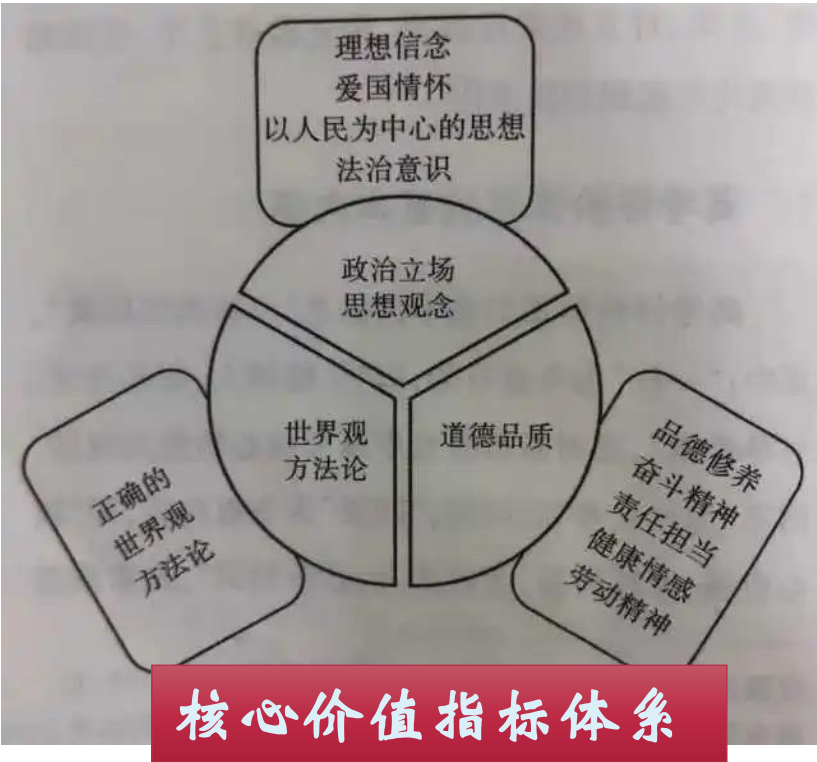 理想信念
爱国情怀
以人民为中心的思想
法治意识
政治立场
思想观念
世界观
方法论
道德品质
正确的
世界观
方法论
品德修养
奋斗精神
责任担当
健康情感
劳动精神
核心价值指标体系